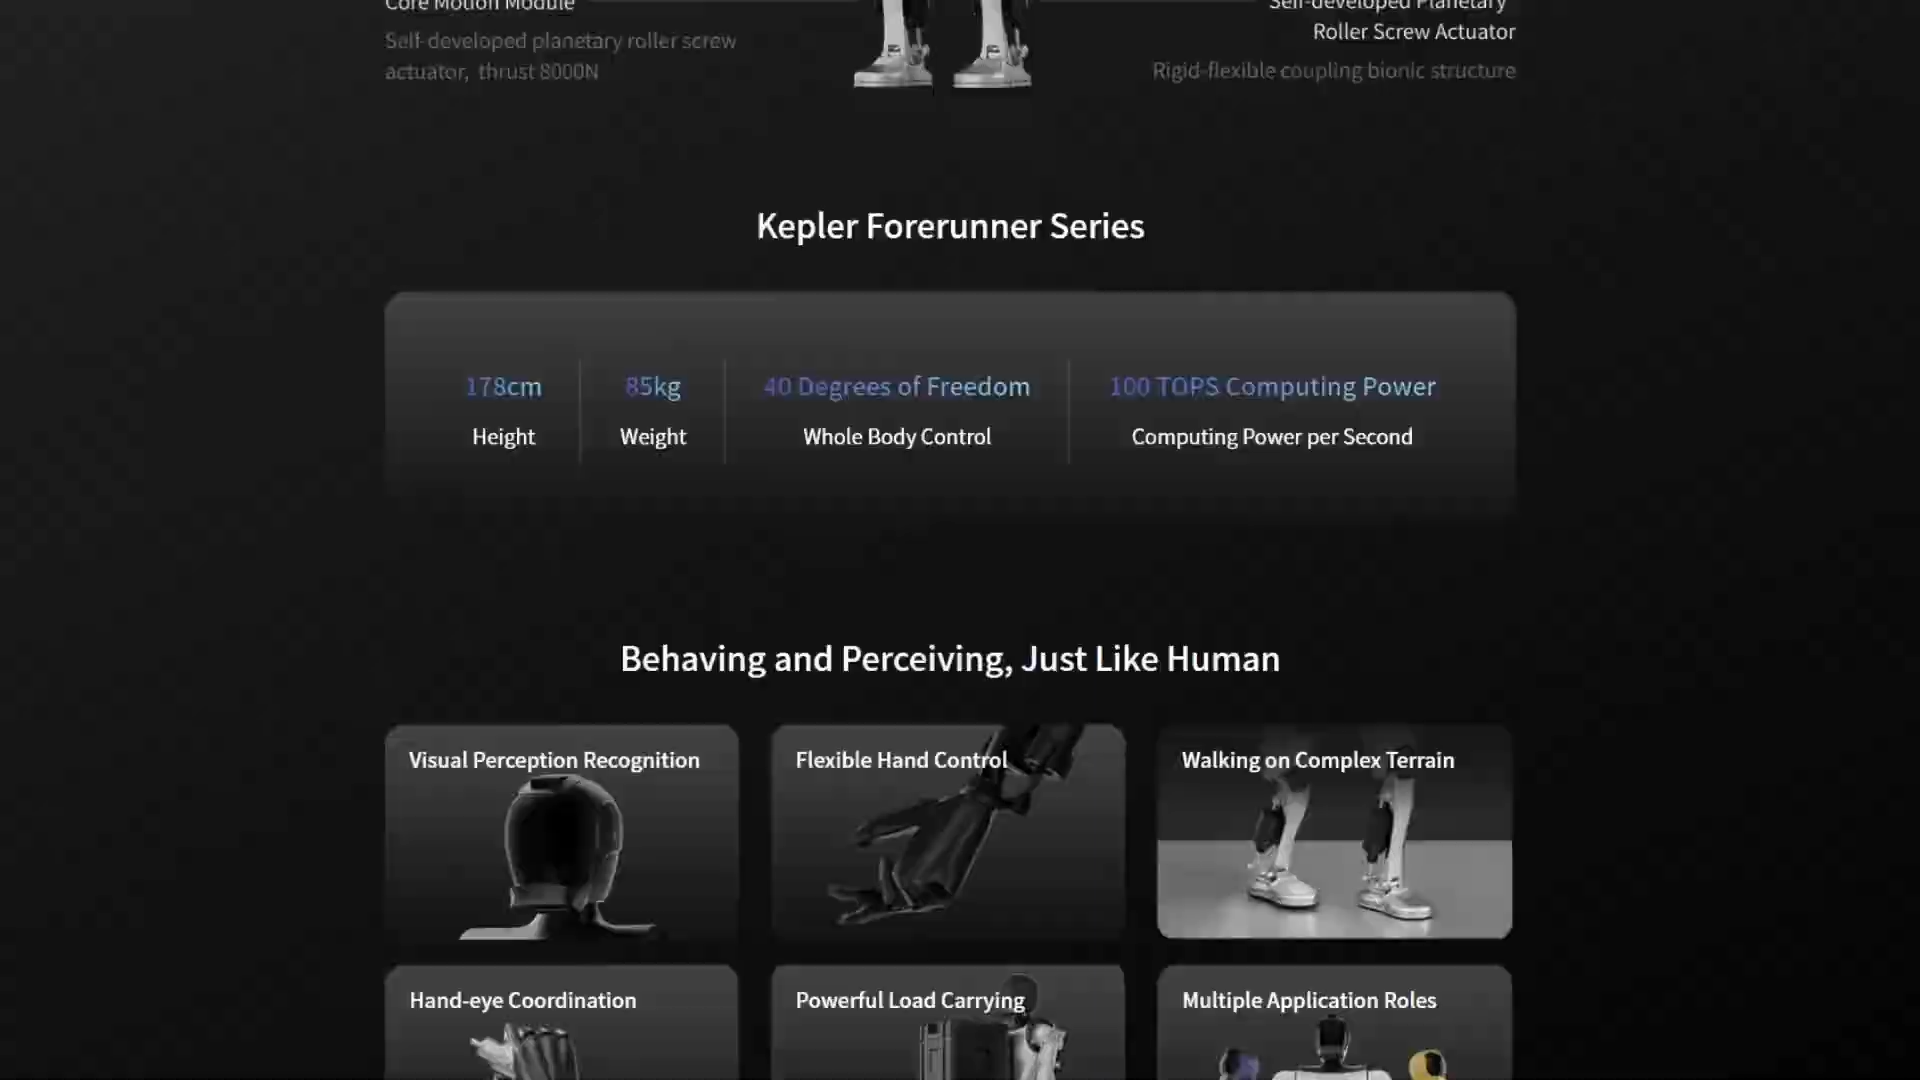 Core Motion Module
Self-developed planetary roller screw
actuator, thrust 8000N
Self-developed Planetary
Roller Screw Actuator
Rigid-flexible coupling bionic structure
Kepler Forerunner Series
178cm
Height
85kg
Weight
40 Degrees of Freedom
Whole Body Control
100 TOPS Computing Power
Computing Power per Second
Behaving and Perceiving, Just Like Human
Visual Perception Recognition
Flexible Hand Control
Walking on Complex Terrain
Hand-eye Coordination
Powerful Load Carrying
Multiple Application Roles